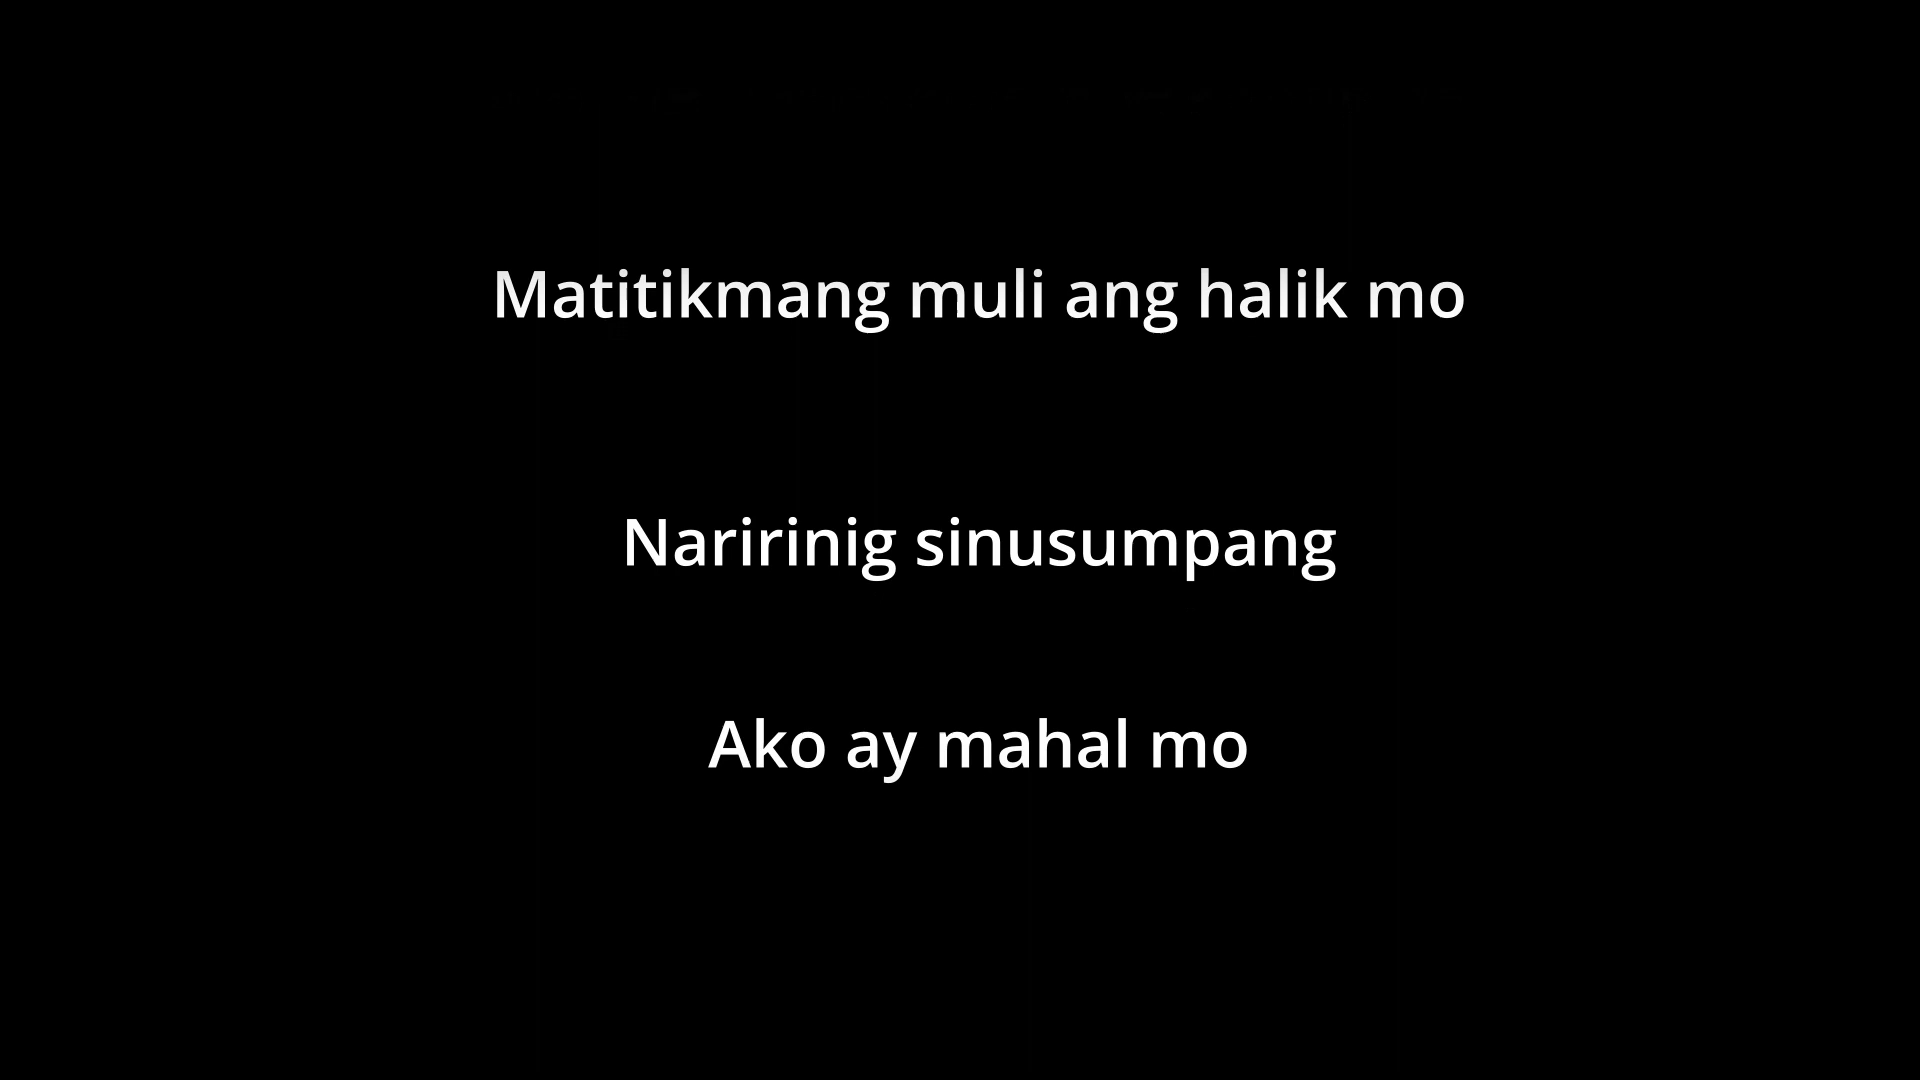 Matitikmang muli ang halik mo
Naririnig sinusumpang
Ako ay mahal mo